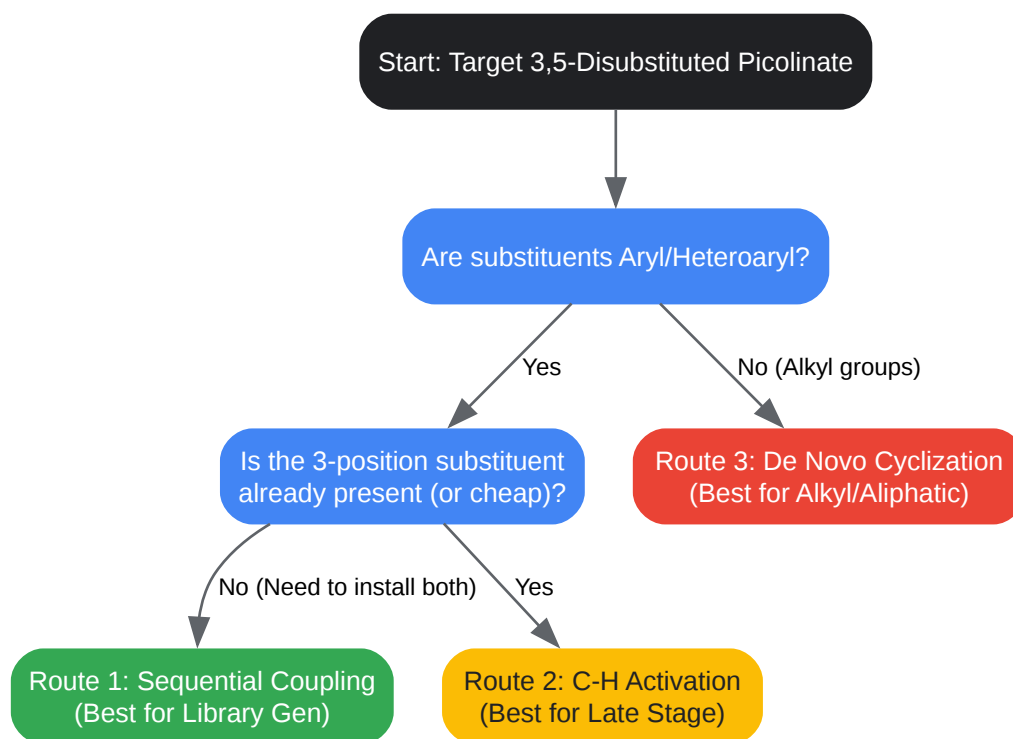 Start: Target 3,5-Disubstituted Picolinate
Are substituents Aryl/Heteroaryl?
Yes
No (Alkyl groups)
Is the 3-position substituent
already present (or cheap)?
Route 3: De Novo Cyclization
(Best for Alkyl/Aliphatic)
No (Need to install both)
Yes
Route 1: Sequential Coupling
(Best for Library Gen)
Route 2: C-H Activation
(Best for Late Stage)